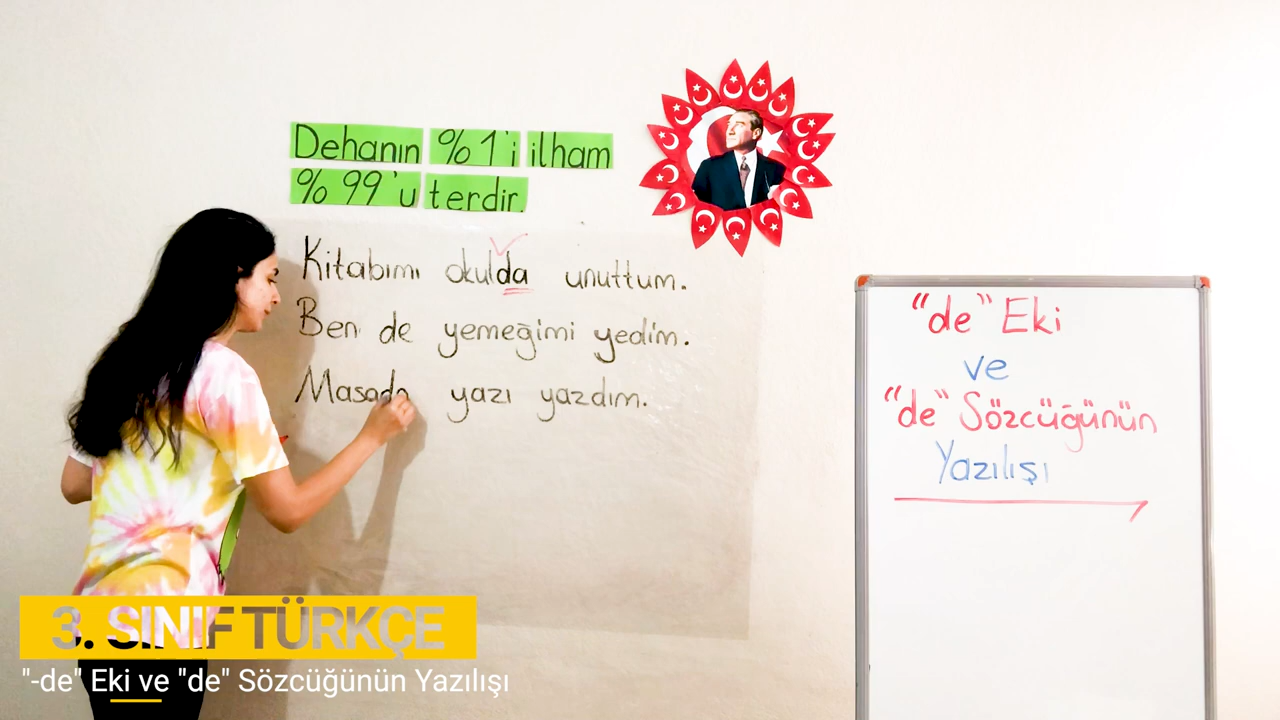 Dehanın %1'i ilham
%99'u terdir.
Kitabımı okulda unuttum.
Ben de yemeğimi yedim.
Masada yazı yazdım.
"de" Eki
ve
"de" Sözcüğünün
Yazılışı
3. SINIF TÜRKÇE
"-de" Eki ve "de" Sözcüğünün Yazılışı